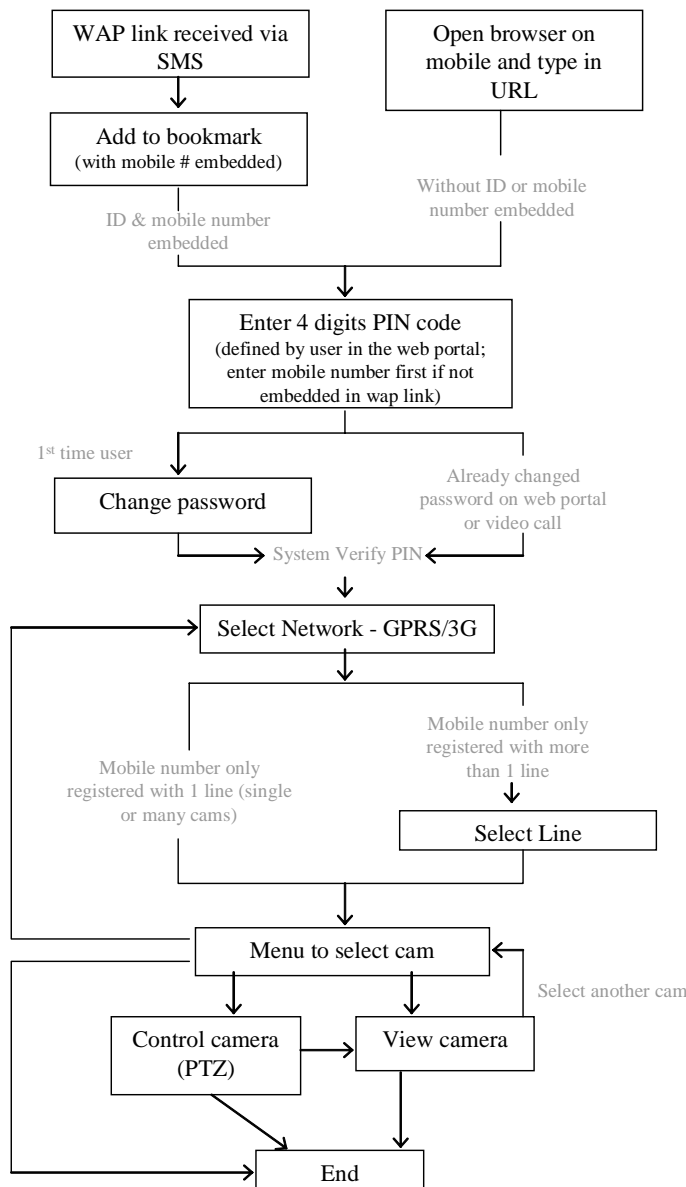 WAP link received via
SMS
Open browser on
mobile and type in
URL
Add to bookmark
(with mobile # embedded)
ID & mobile number
embedded
Without ID or mobile
number embedded
Enter 4 digits PIN code
(defined by user in the web portal;
enter mobile number first if not
embedded in wap link)
1st time user
Change password
Already changed
password on web portal
or video call
System Verify PIN
Select Network - GPRS/3G
Mobile number only
registered with 1 line (single
or many cams)
Mobile number only
registered with more
than 1 line
Select Line
Menu to select cam
Select another cam
Control camera
(PTZ)
View camera
End